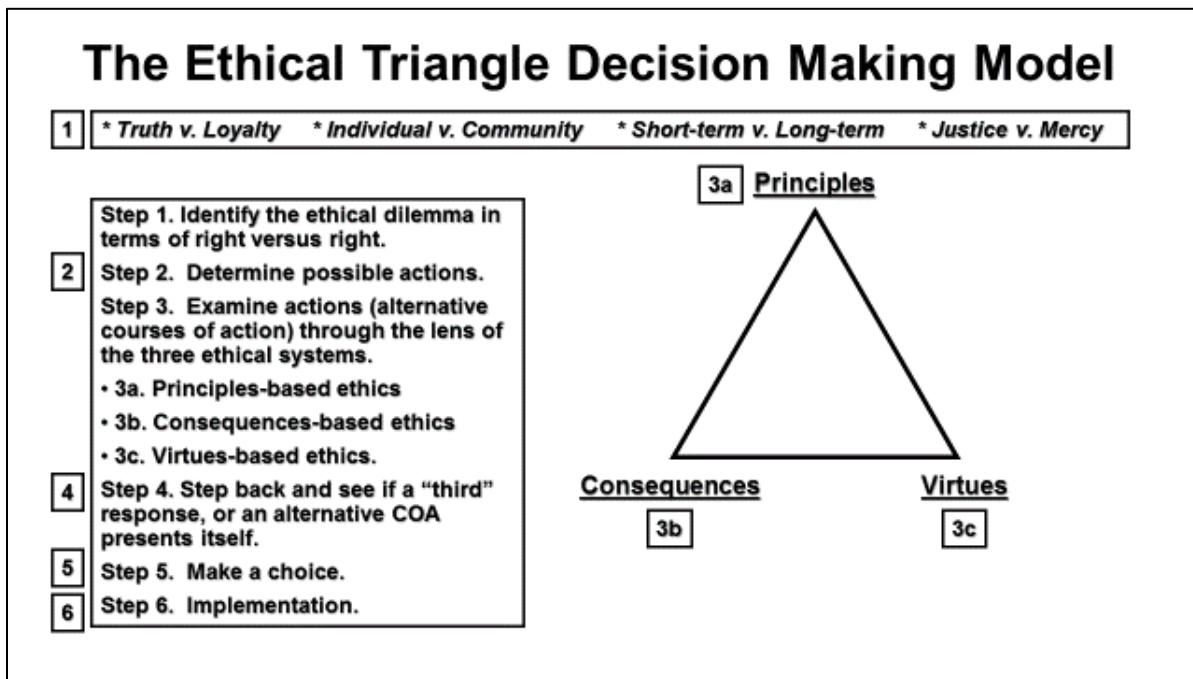 The Ethical Triangle Decision Making Model
1 * Truth v. Loyalty * Individual v. Community * Short-term v. Long-term * Justice v. Mercy
Step 1. Identify the ethical dilemma in
terms of right versus right.
2 Step 2. Determine possible actions.
Step 3. Examine actions (alternative
courses of action) through the lens of
the three ethical systems.
• 3a. Principles-based ethics
• 3b. Consequences-based ethics
• 3c. Virtues-based ethics.
4 Step 4. Step back and see if a “third”
response, or an alternative COA
presents itself.
5 Step 5. Make a choice.
6 Step 6. Implementation.
3a Principles
Consequences
3b
Virtues
3c